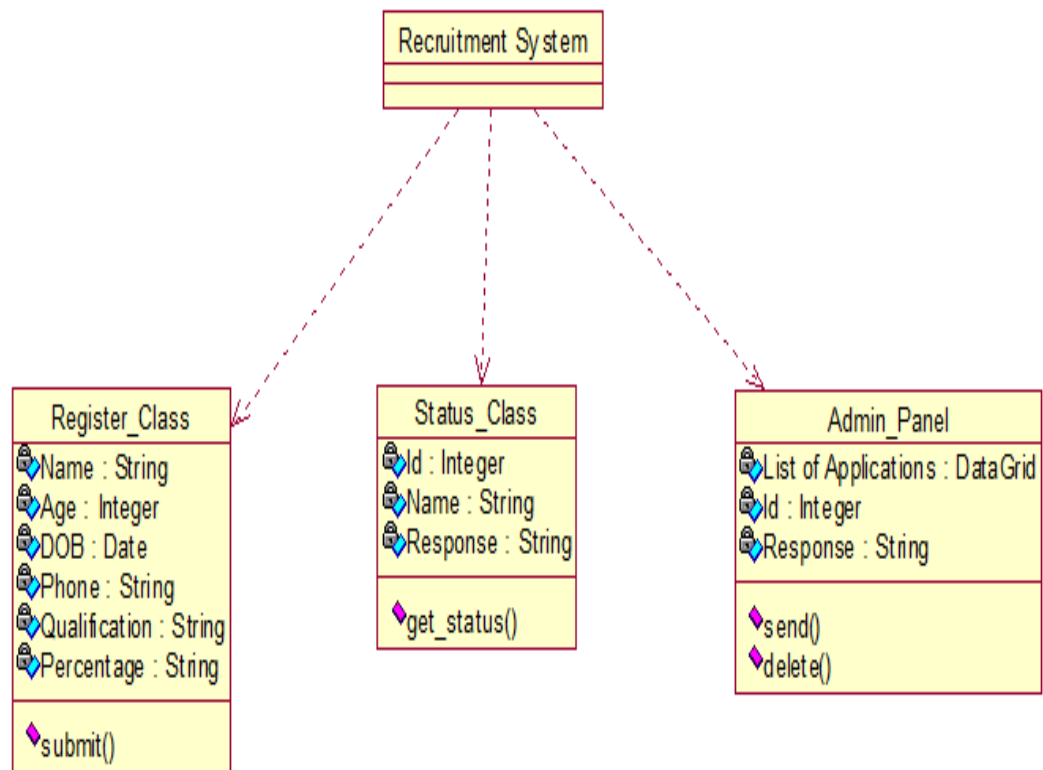 Recruitment System
Register_Class
Name : String
Age : Integer
DOB : Date
Phone : String
Qualification : String
Percentage : String
submit()
Status_Class
Id : Integer
Name : String
Response : String
get_status()
Admin_Panel
List of Applications : DataGrid
Id : Integer
Response : String
send()
delete()